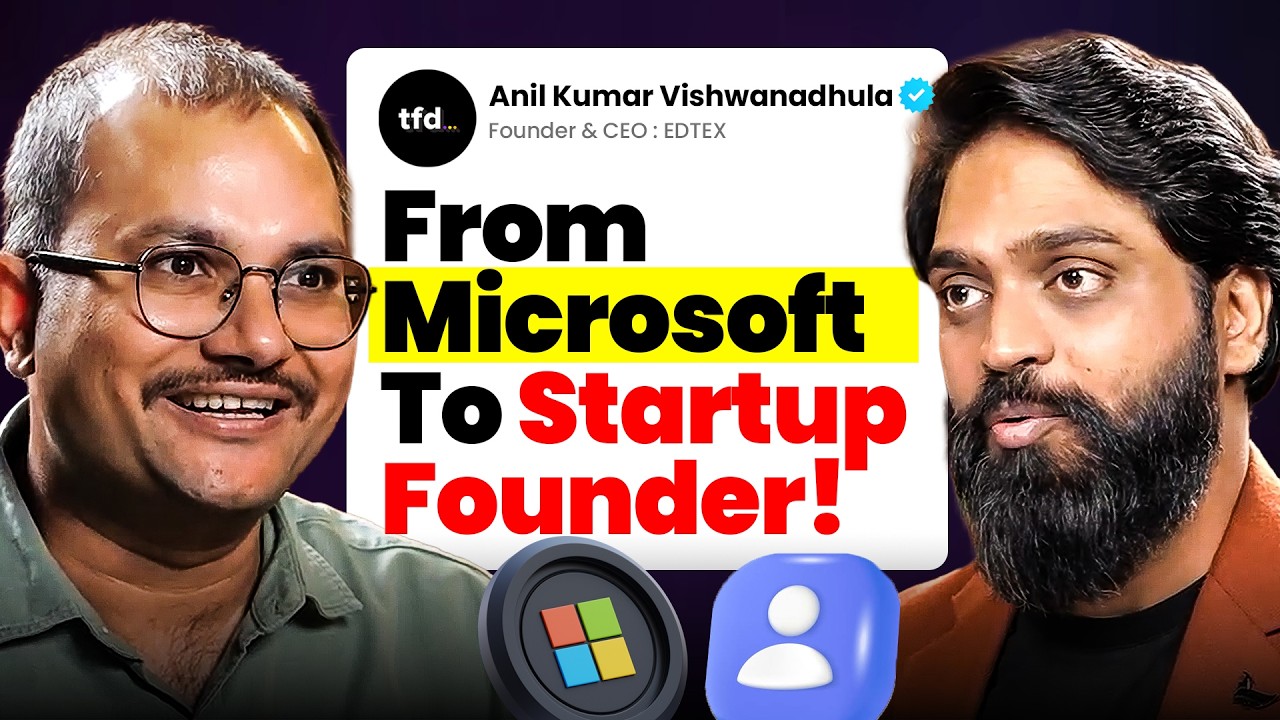 tfd...
Anil Kumar Vishwanadhula
Founder & CEO : EDTEX
From
Microsoft
To Startup
Founder!